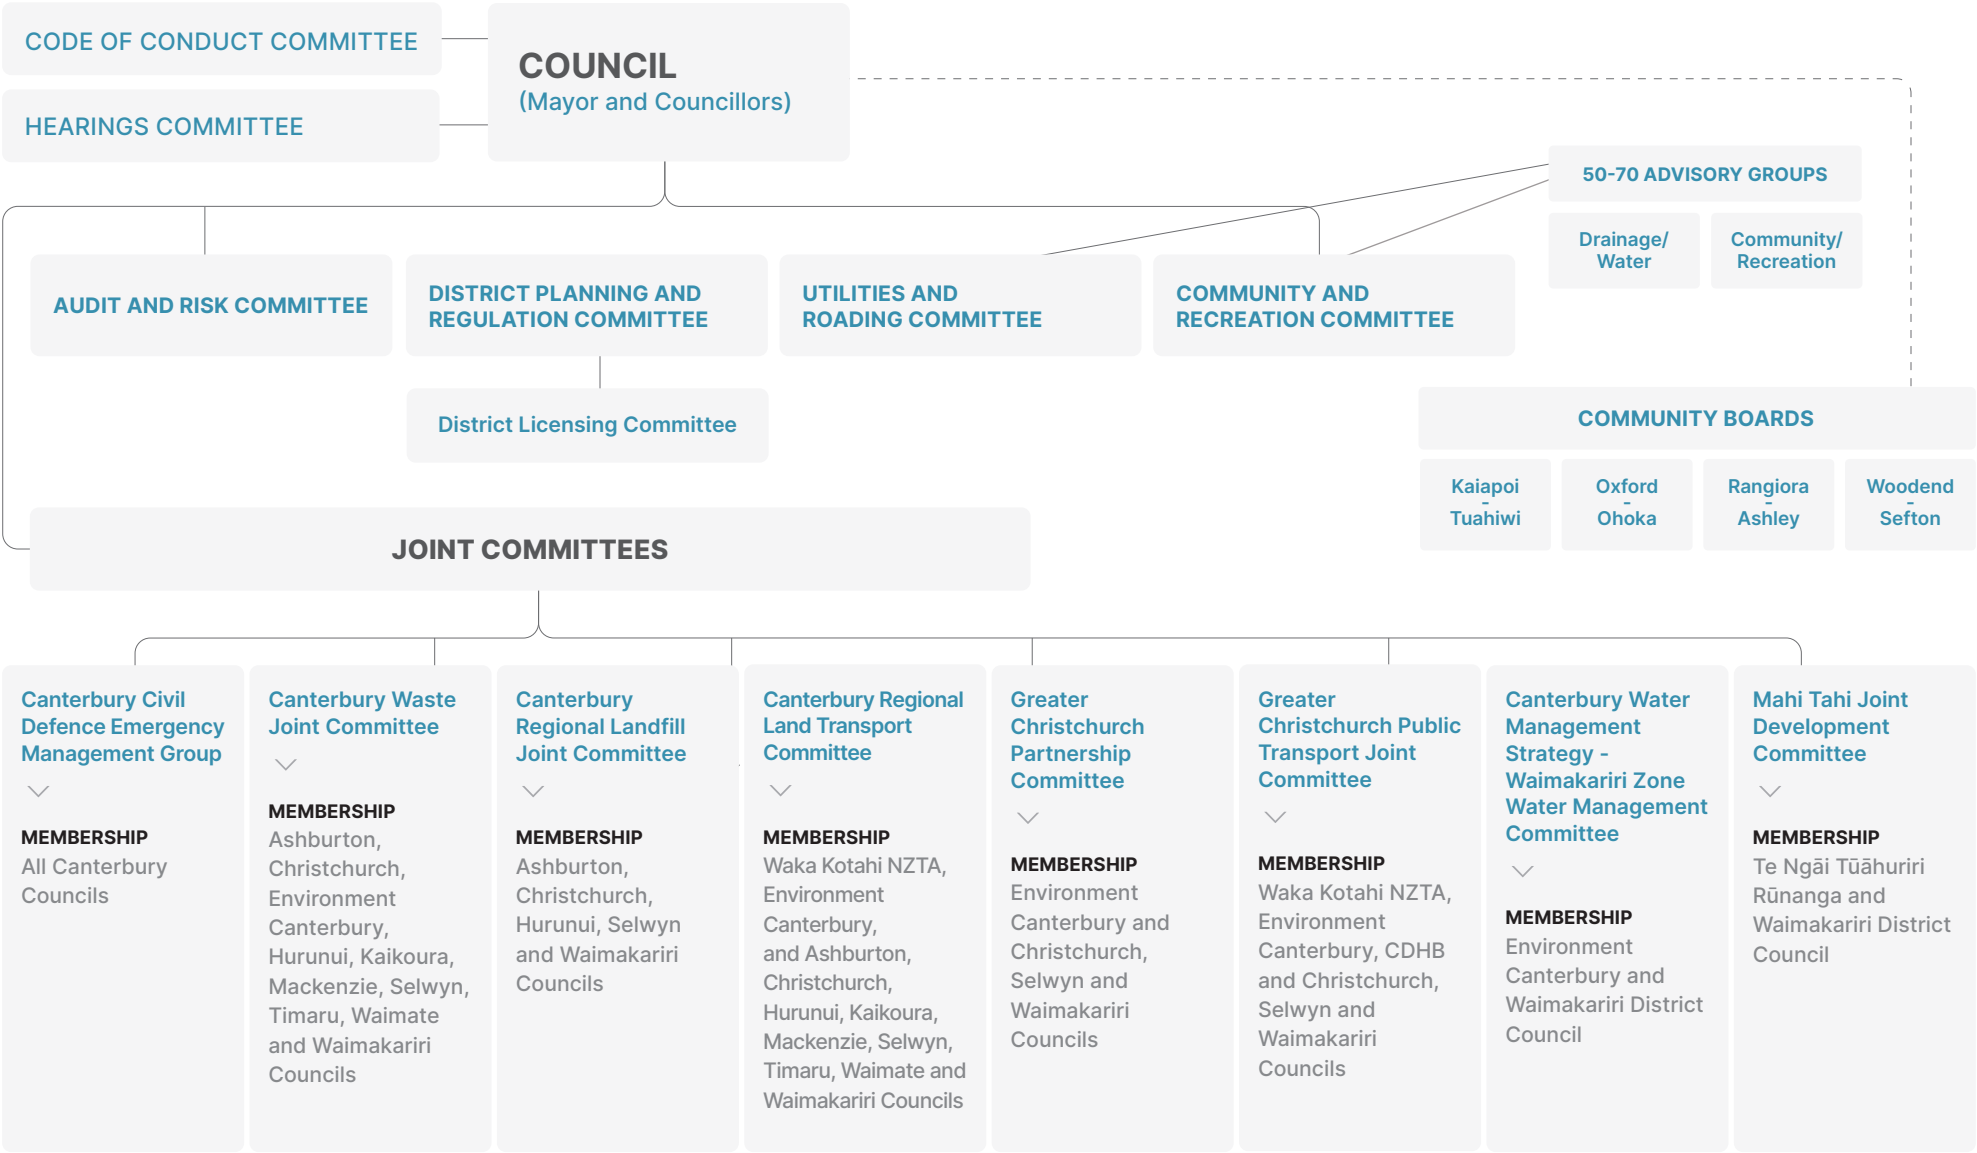 CODE OF CONDUCT COMMITTEE
HEARINGS COMMITTEE
COUNCIL
(Mayor and Councillors)
50-70 ADVISORY GROUPS
Drainage/
Water
Community/
Recreation
AUDIT AND RISK COMMITTEE
DISTRICT PLANNING AND
REGULATION COMMITTEE
UTILITIES AND
ROADING COMMITTEE
COMMUNITY AND
RECREATION COMMITTEE
District Licensing Committee
COMMUNITY BOARDS
Kaiapoi
-
Tuahiwi
Oxford
-
Ohoka
Rangiora
-
Ashley
Woodend
-
Sefton
JOINT COMMITTEES
Canterbury Civil
Defence Emergency
Management Group
MEMBERSHIP
All Canterbury
Councils
Canterbury Waste
Joint Committee
MEMBERSHIP
Ashburton,
Christchurch,
Environment
Canterbury,
Hurunui, Kaikoura,
Mackenzie, Selwyn,
Timaru, Waimate
and Waimakariri
Councils
Canterbury
Regional Landfill
Joint Committee
MEMBERSHIP
Ashburton,
Christchurch,
Hurunui, Selwyn
and Waimakariri
Councils
Canterbury Regional
Land Transport
Committee
MEMBERSHIP
Waka Kotahi NZTA,
Environment
Canterbury,
and Ashburton,
Christchurch,
Hurunui, Kaikoura,
Mackenzie, Selwyn,
Timaru, Waimate and
Waimakariri Councils
Greater
Christchurch
Partnership
Committee
MEMBERSHIP
Environment
Canterbury and
Christchurch,
Selwyn and
Waimakariri
Councils
Greater
Christchurch Public
Transport Joint
Committee
MEMBERSHIP
Waka Kotahi NZTA,
Environment
Canterbury, CDHB
and Christchurch,
Selwyn and
Waimakariri
Councils
Canterbury Water
Management
Strategy -
Waimakariri Zone
Water Management
Committee
MEMBERSHIP
Environment
Canterbury and
Waimakariri District
Council
Mahi Tahi Joint
Development
Committee
MEMBERSHIP
Te Ngāi Tūāhuriri
Rūnanga and
Waimakariri District
Council